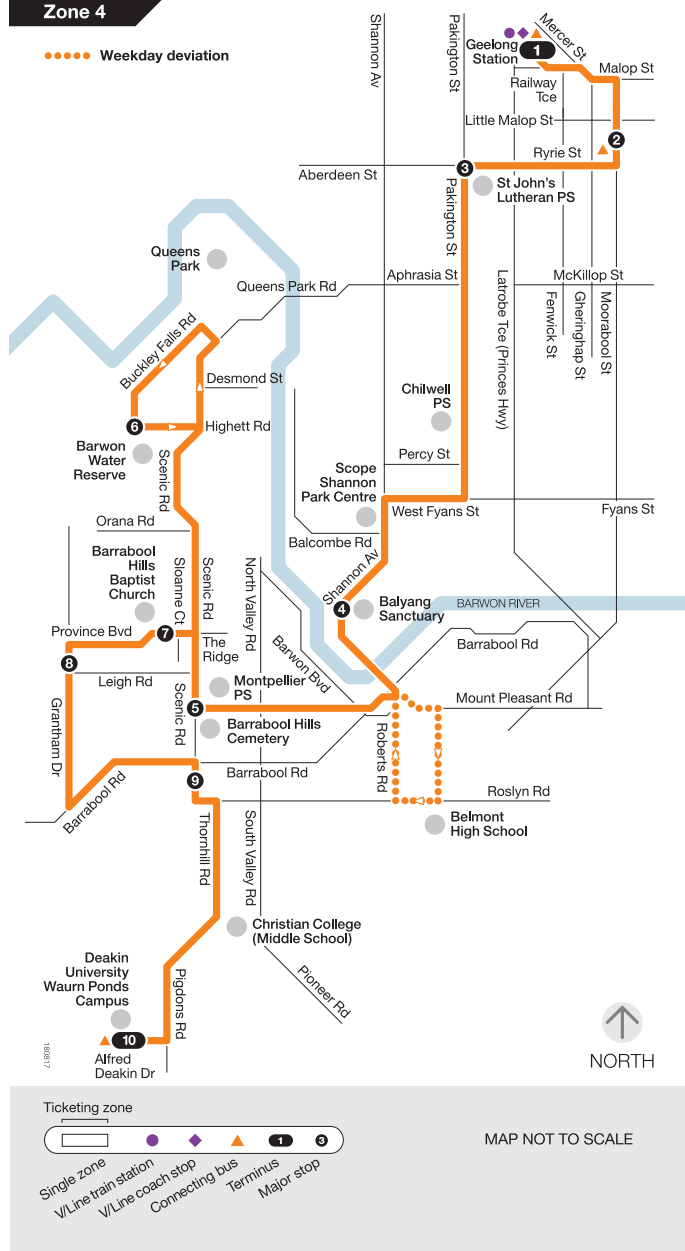 Zone 4
Weekday deviation
Shannon Av
Pakington St
Mercer St
Geelong
Station
1
Malop St
Railway
Tce
Little Malop St
2
Ryrie St
Aberdeen St
3
St John's
Lutheran PS
Pakington St
Queens
Park
Aphrasia St
McKillop St
Queens Park Rd
Latrobe Tce (Princes Hwy)
Fenwick St
Gheringhap St
Moorabool St
Buckley Falls Rd
Desmond St
Chilwell
PS
6
Highett Rd
Barwon
Water
Reserve
Scenic Rd
Percy St
Scope
Shannon
Park Centre
West Fyans St
Fyans St
Orana Rd
Balcombe Rd
Barrabool
Hills
Baptist
Church
Sloanne Ct
Scenic Rd
North Valley Rd
Shannon Av
4
Balyang
Sanctuary
BARWON RIVER
Province Bvd
7
The
Ridge
Barwon Bvd
Barrabool Rd
8
Leigh Rd
Montpellier
PS
Mount Pleasant Rd
Grantham Dr
Scenic Rd
5
Barrabool Hills
Cemetery
Roberts Rd
Barrabool Rd
9
Barrabool Rd
Roslyn Rd
Thornhill Rd
South Valley Rd
Belmont
High School
Christian College
(Middle School)
Deakin
University
Waurn Ponds
Campus
Pigdons Rd
Pioneer Rd
10
Alfred
Deakin Dr
180817
NORTH
Ticketing zone
1
3
Single zone
V/Line train station
V/Line coach stop
Connecting bus
Terminus
Major stop
MAP NOT TO SCALE